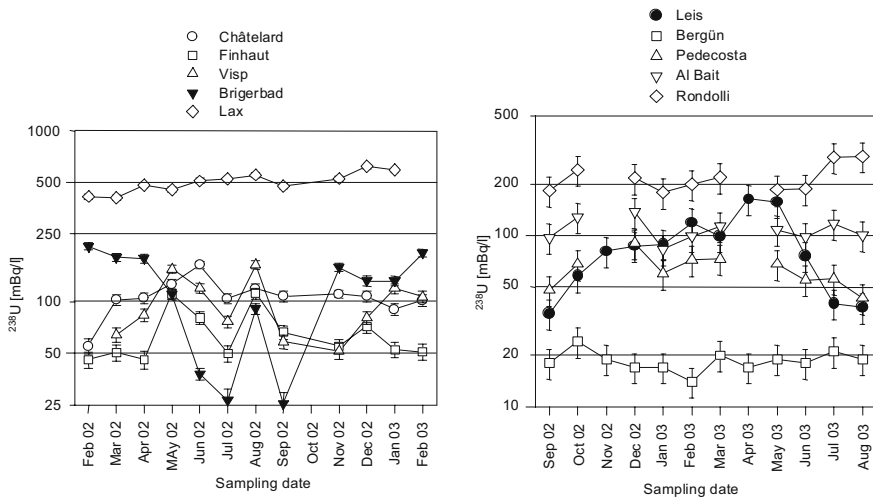 Châtelard
Finhaut
Visp
Brigerbad
Lax
1000
500
250
100
50
25
238U [mBq/l]
Feb 02
Mar 02
Apr 02
MAy 02
Jun 02
Jul 02
Aug 02
Sep 02
Oct 02
Nov 02
Dec 02
Jan 03
Feb 03
Sampling date
Leis
Bergün
Pedecosta
Al Bait
Rondolli
500
200
100
50
20
10
238U [mBq/l]
Sep 02
Oct 02
Nov 02
Dec 02
Jan 03
Feb 03
Mar 03
Apr 03
May 03
Jun 03
Jul 03
Aug 03
Sampling date